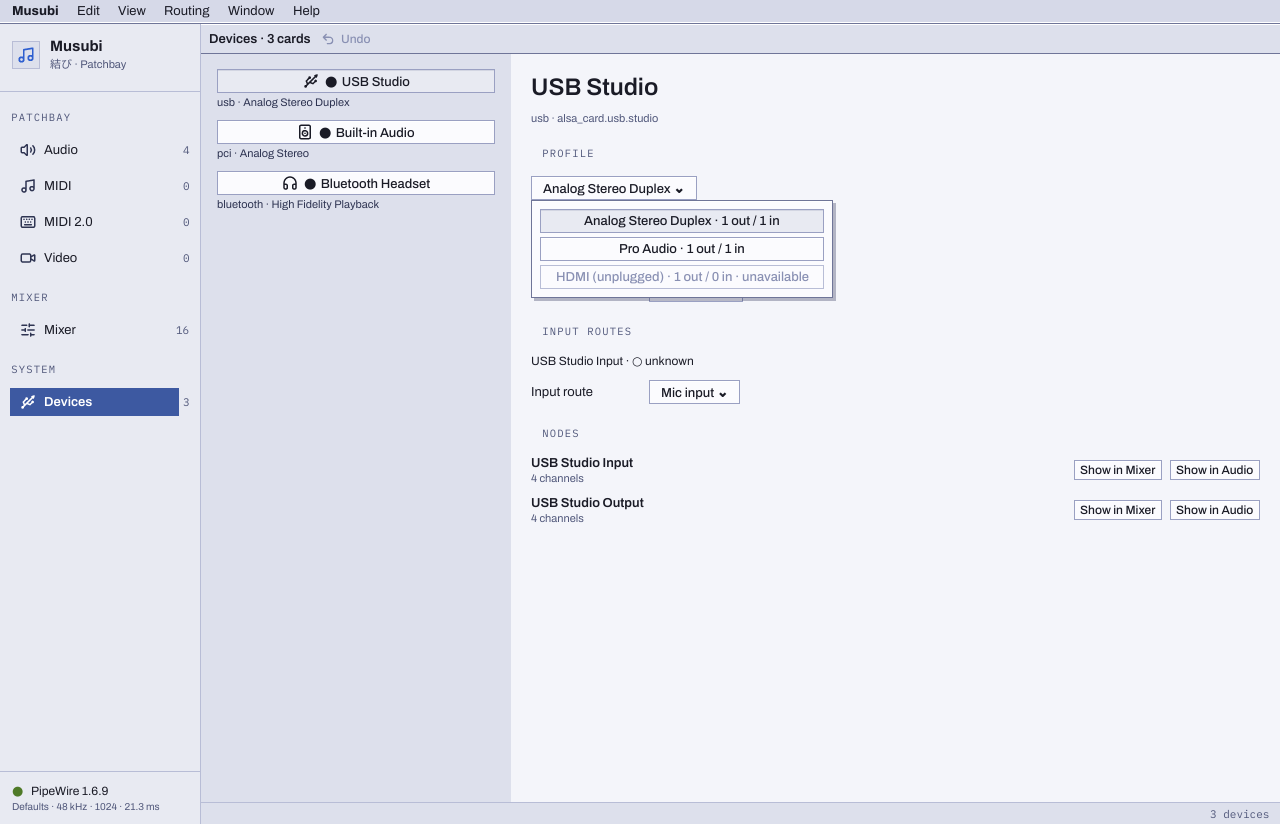 Musubi Edit View Routing Window Help
Musubi
結び · Patchbay
PATCHBAY
Audio 4
MIDI 0
MIDI 2.0 0
Video 0
MIXER
Mixer 16
SYSTEM
Devices 3
PipeWire 1.6.9
Defaults · 48 kHz · 1024 · 21.3 ms
Devices · 3 cards Undo
USB Studio
usb · Analog Stereo Duplex
Built-in Audio
pci · Analog Stereo
Bluetooth Headset
bluetooth · High Fidelity Playback
USB Studio
usb · alsa_card.usb.studio
PROFILE
Analog Stereo Duplex
Analog Stereo Duplex · 1 out / 1 in
Pro Audio · 1 out / 1 in
HDMI (unplugged) · 1 out / 0 in · unavailable
INPUT ROUTES
USB Studio Input · ○ unknown
Input route Mic input
NODES
USB Studio Input
4 channels
Show in Mixer Show in Audio
USB Studio Output
4 channels
Show in Mixer Show in Audio
3 devices